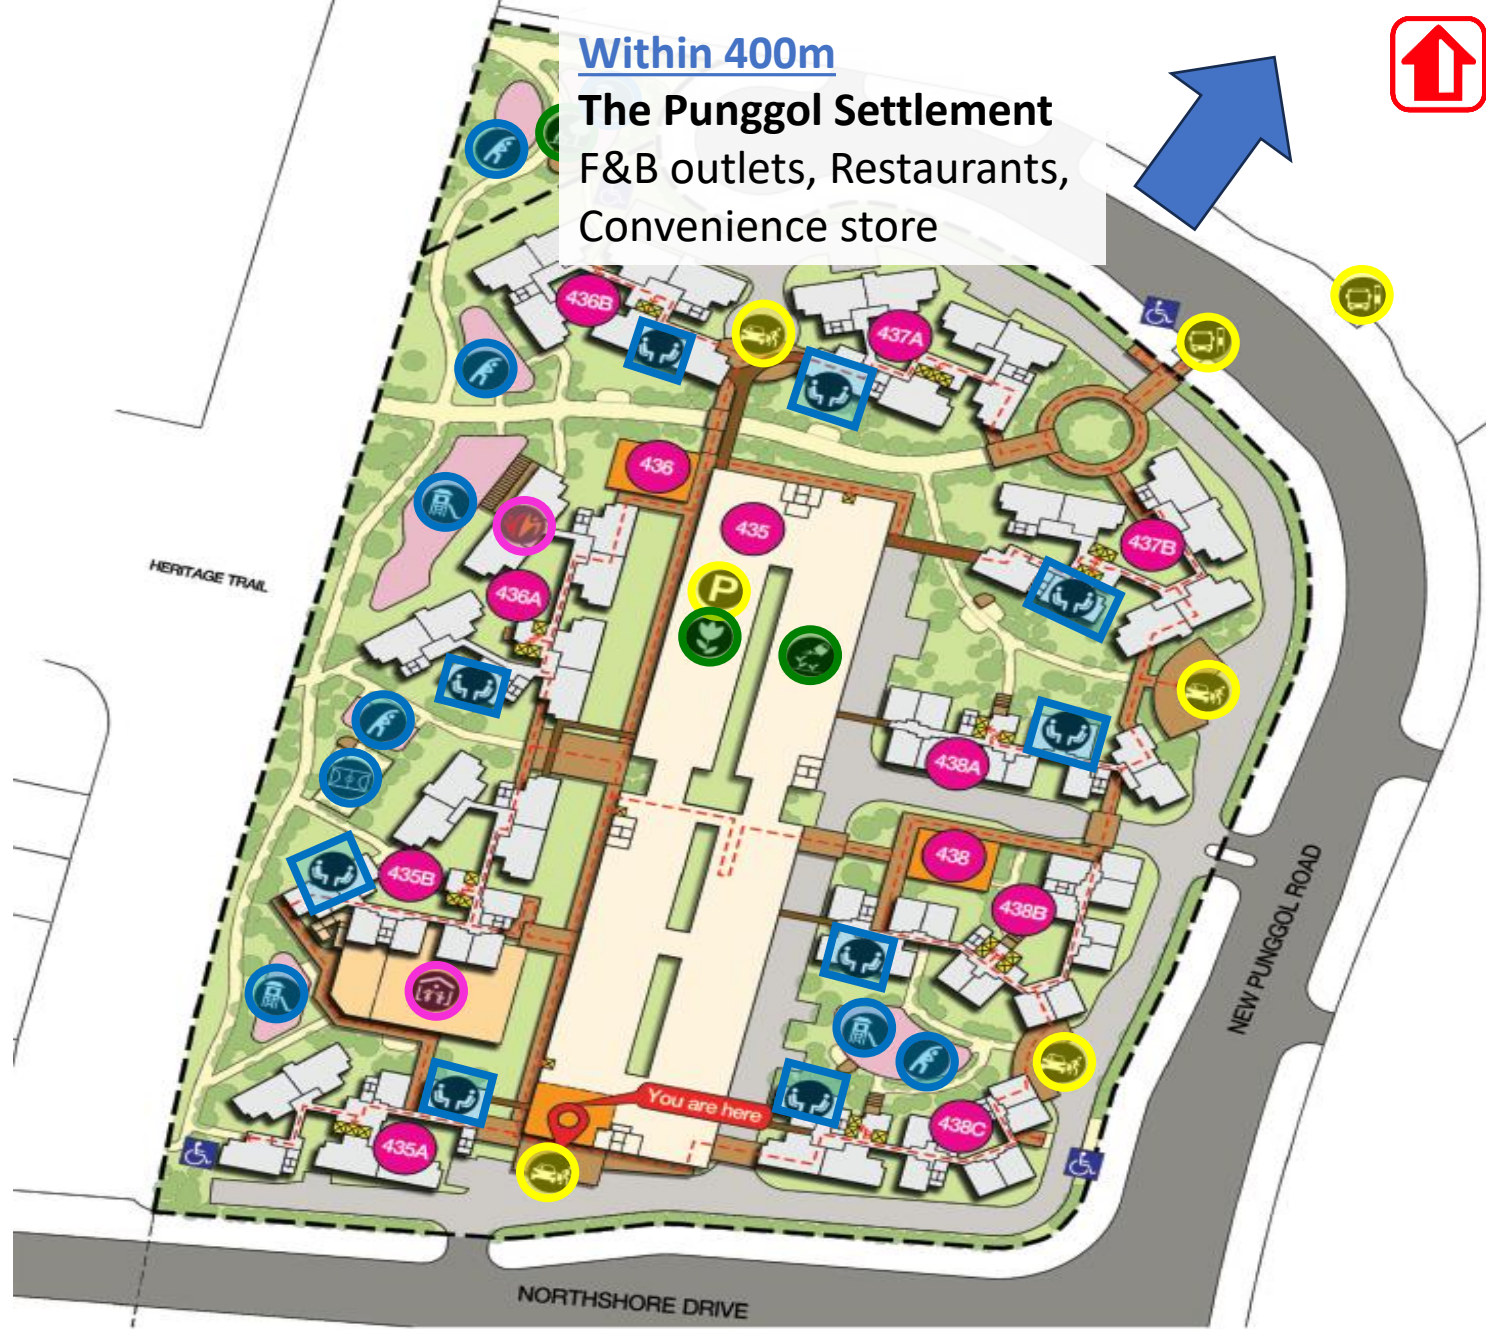 Within 400m
The Punggol Settlement
F&B outlets, Restaurants,
Convenience store
436B
437A
436
435
437B
P
HERITAGE TRAIL
436A
438A
435B
438
438B
NEW PUNGGOL ROAD
You are here
435A
438C
NORTHSHORE DRIVE